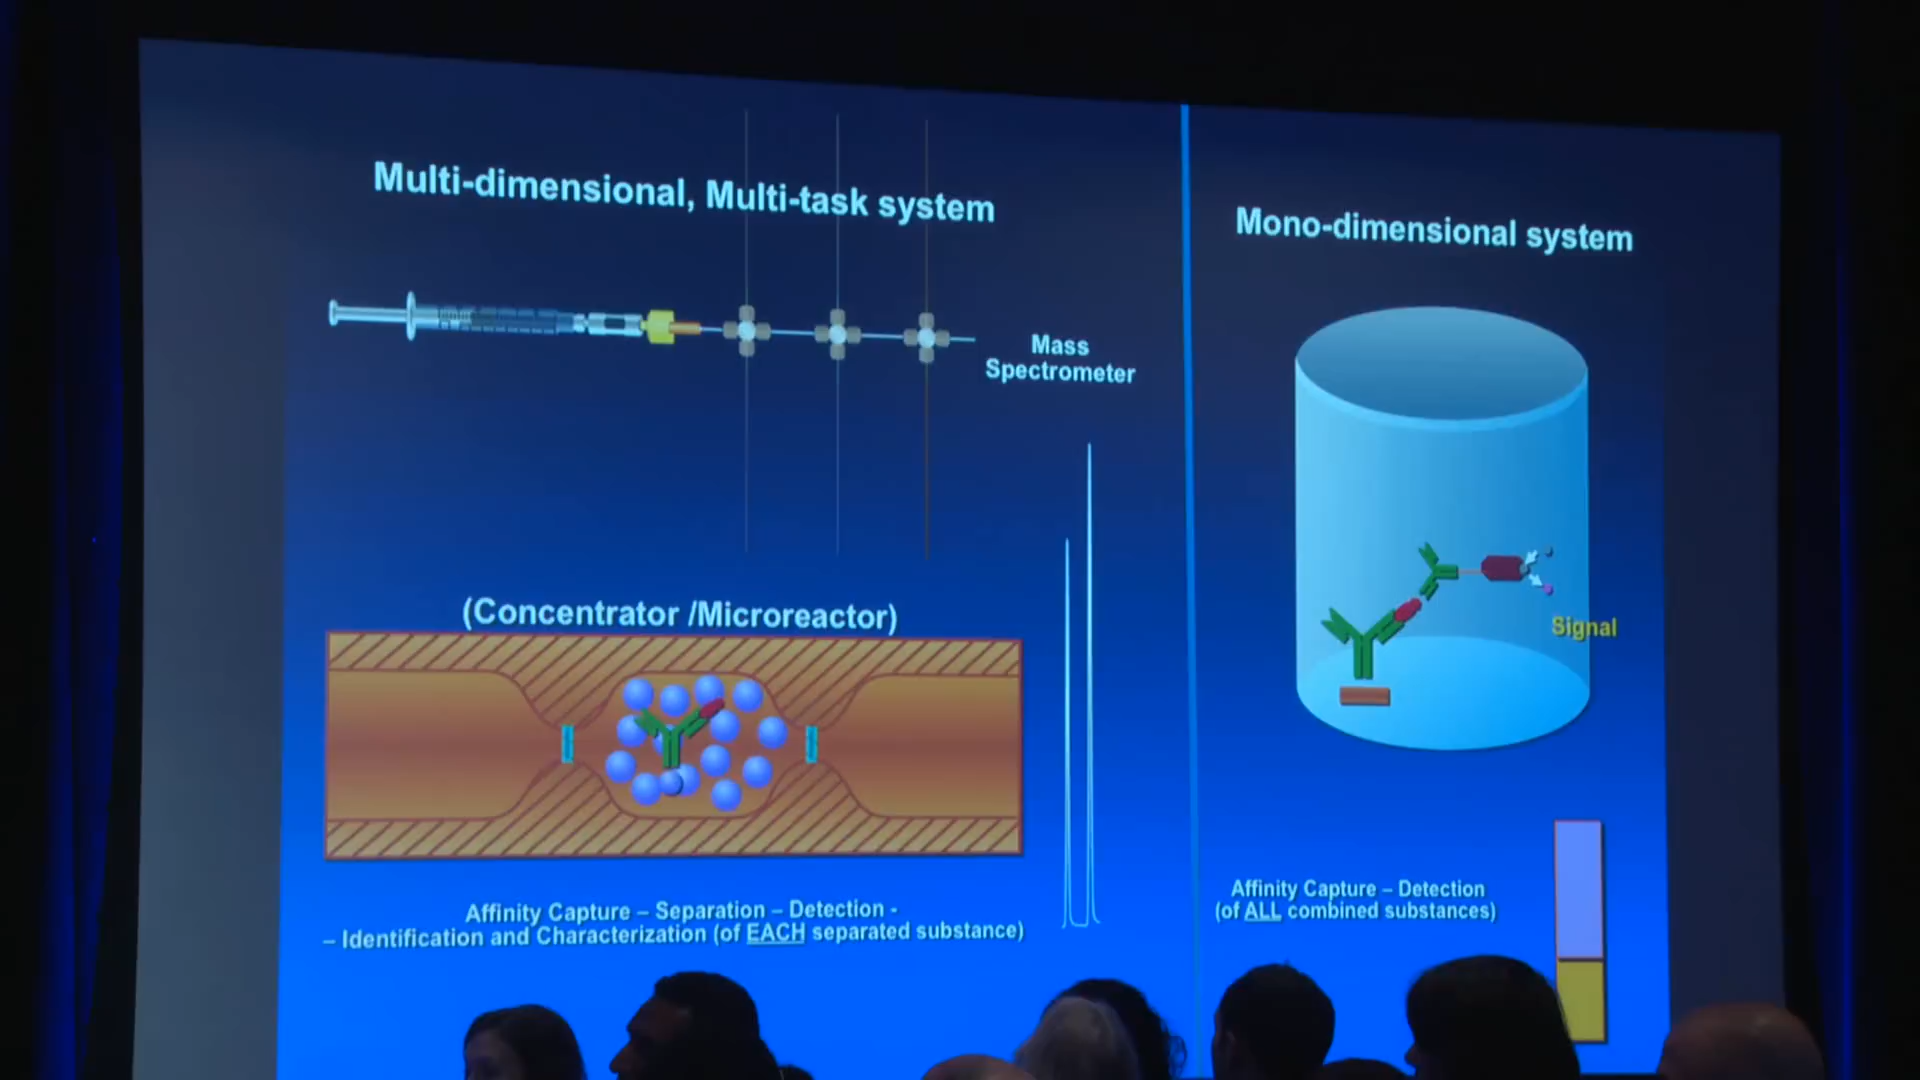 Multi-dimensional, Multi-task system
Mass
Spectrometer
(Concentrator /Microreactor)
Affinity Capture – Separation – Detection -
– Identification and Characterization (of EACH separated substance)
Mono-dimensional system
Signal
Affinity Capture – Detection
(of ALL combined substances)